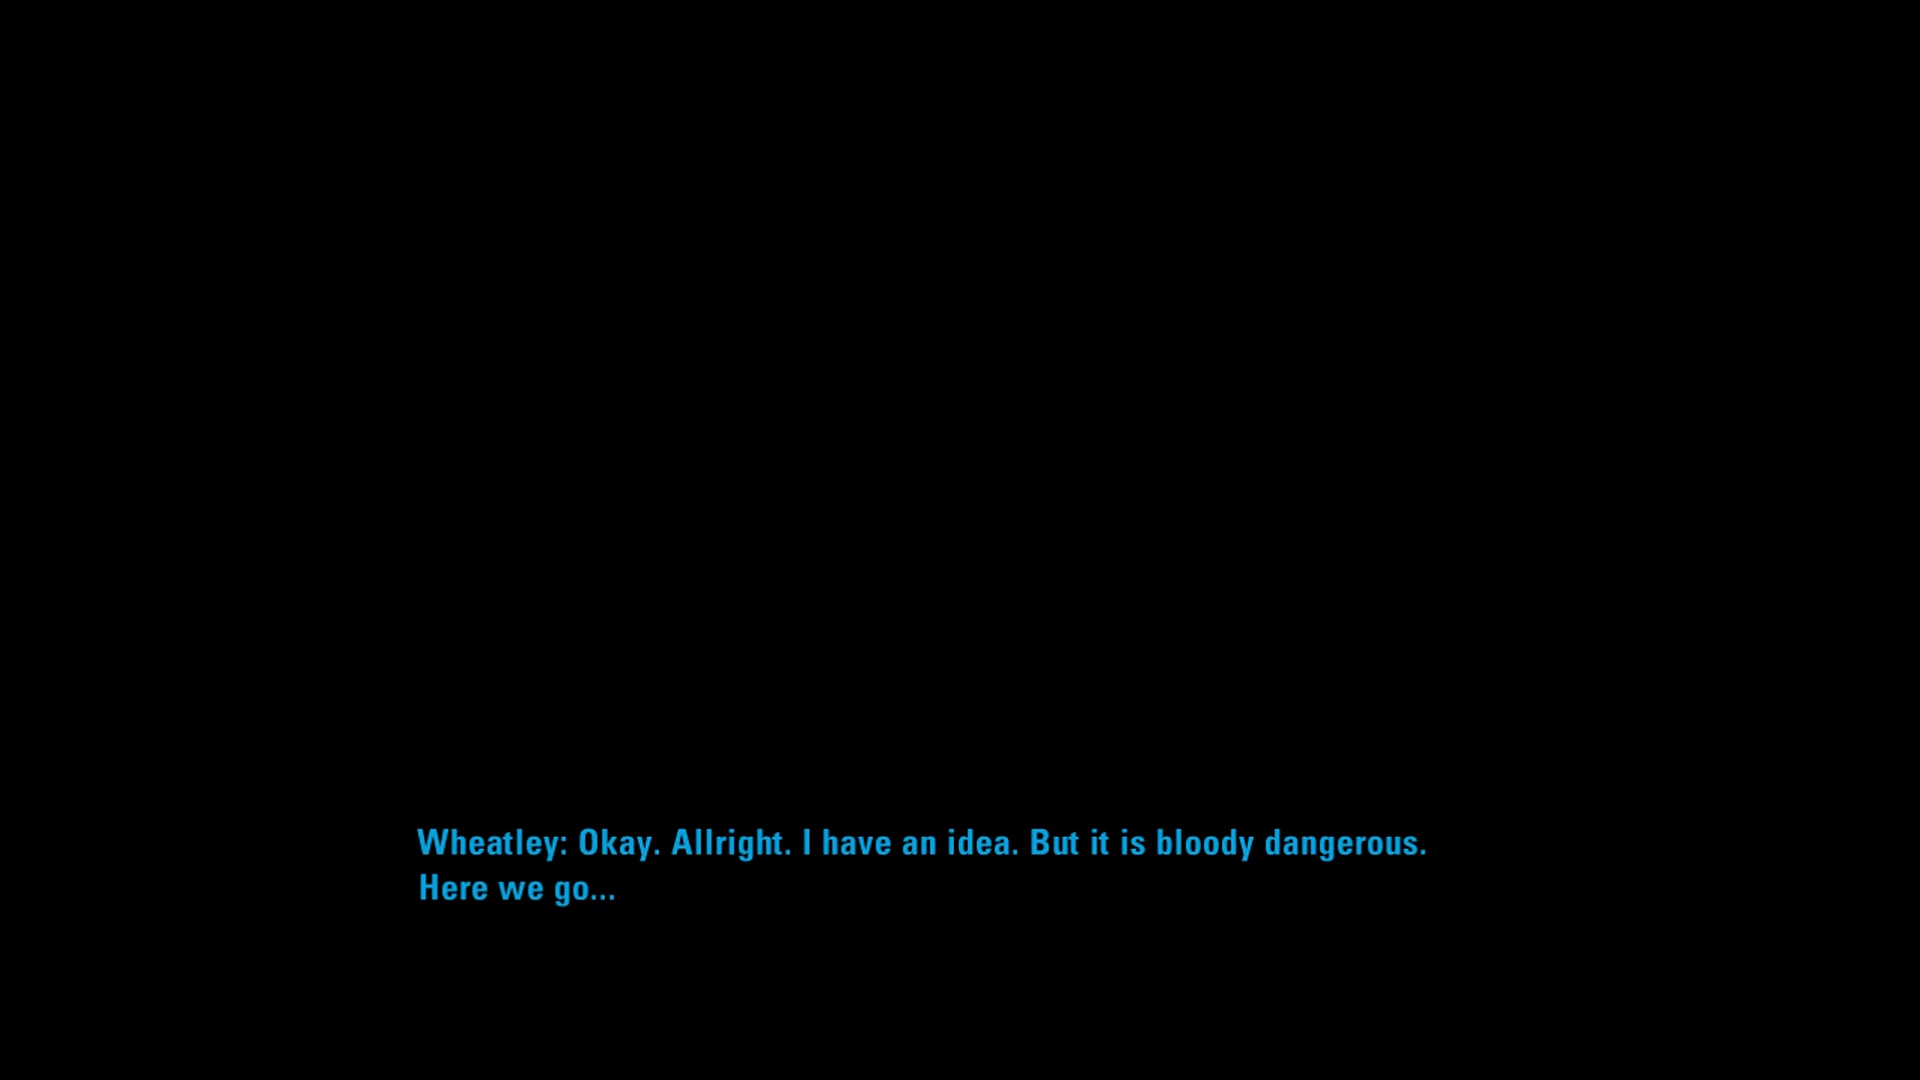 Wheatley: Okay. Allright. I have an idea. But it is bloody dangerous.
Here we go...